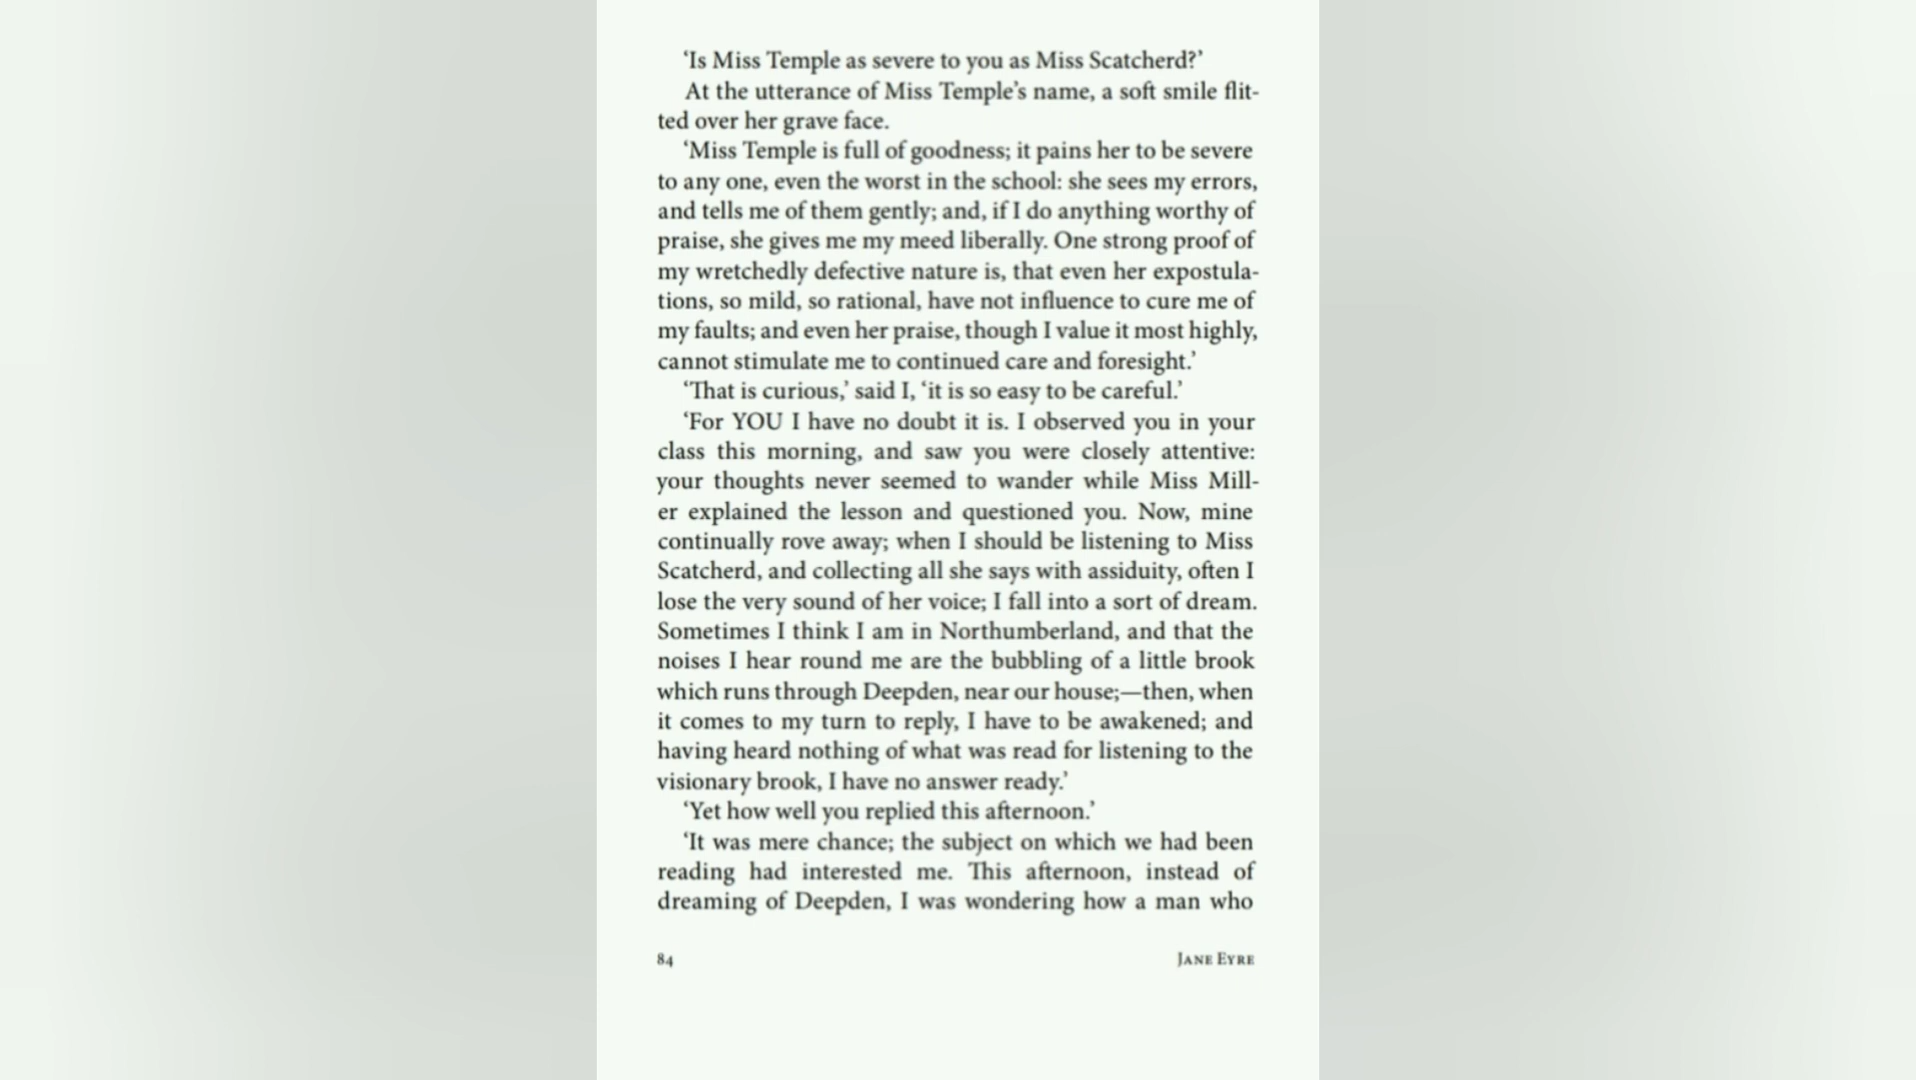 ‘Is Miss Temple as severe to you as Miss Scatcherd?’
At the utterance of Miss Temple’s name, a soft smile flit-
ted over her grave face.
‘Miss Temple is full of goodness; it pains her to be severe
to any one, even the worst in the school: she sees my errors,
and tells me of them gently; and, if I do anything worthy of
praise, she gives me my meed liberally. One strong proof of
my wretchedly defective nature is, that even her expostula-
tions, so mild, so rational, have not influence to cure me of
my faults; and even her praise, though I value it most highly,
cannot stimulate me to continued care and foresight.’
‘That is curious,’ said I, ‘it is so easy to be careful.’
‘For YOU I have no doubt it is. I observed you in your
class this morning, and saw you were closely attentive:
your thoughts never seemed to wander while Miss Mill-
er explained the lesson and questioned you. Now, mine
continually rove away; when I should be listening to Miss
Scatcherd, and collecting all she says with assiduity, often I
lose the very sound of her voice; I fall into a sort of dream.
Sometimes I think I am in Northumberland, and that the
noises I hear round me are the bubbling of a little brook
which runs through Deepden, near our house;—then, when
it comes to my turn to reply, I have to be awakened; and
having heard nothing of what was read for listening to the
visionary brook, I have no answer ready.’
‘Yet how well you replied this afternoon.’
‘It was mere chance; the subject on which we had been
reading had interested me. This afternoon, instead of
dreaming of Deepden, I was wondering how a man who
84 Jane Eyre